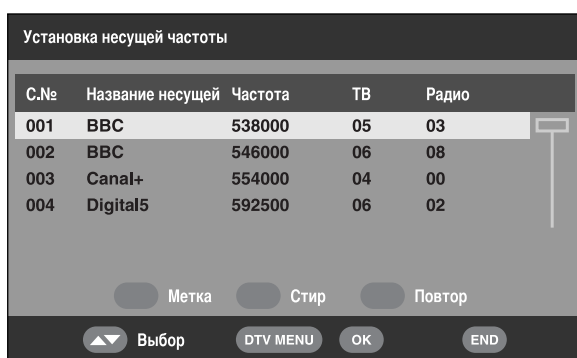 Установка несущей частоты
С.№ Название несущей Частота ТВ Радио
001 BBC 538000 05 03
002 BBC 546000 06 08
003 Canal+ 554000 04 00
004 Digital5 592500 06 02
Метка Стир Повтор
Выбор DTV MENU OK END